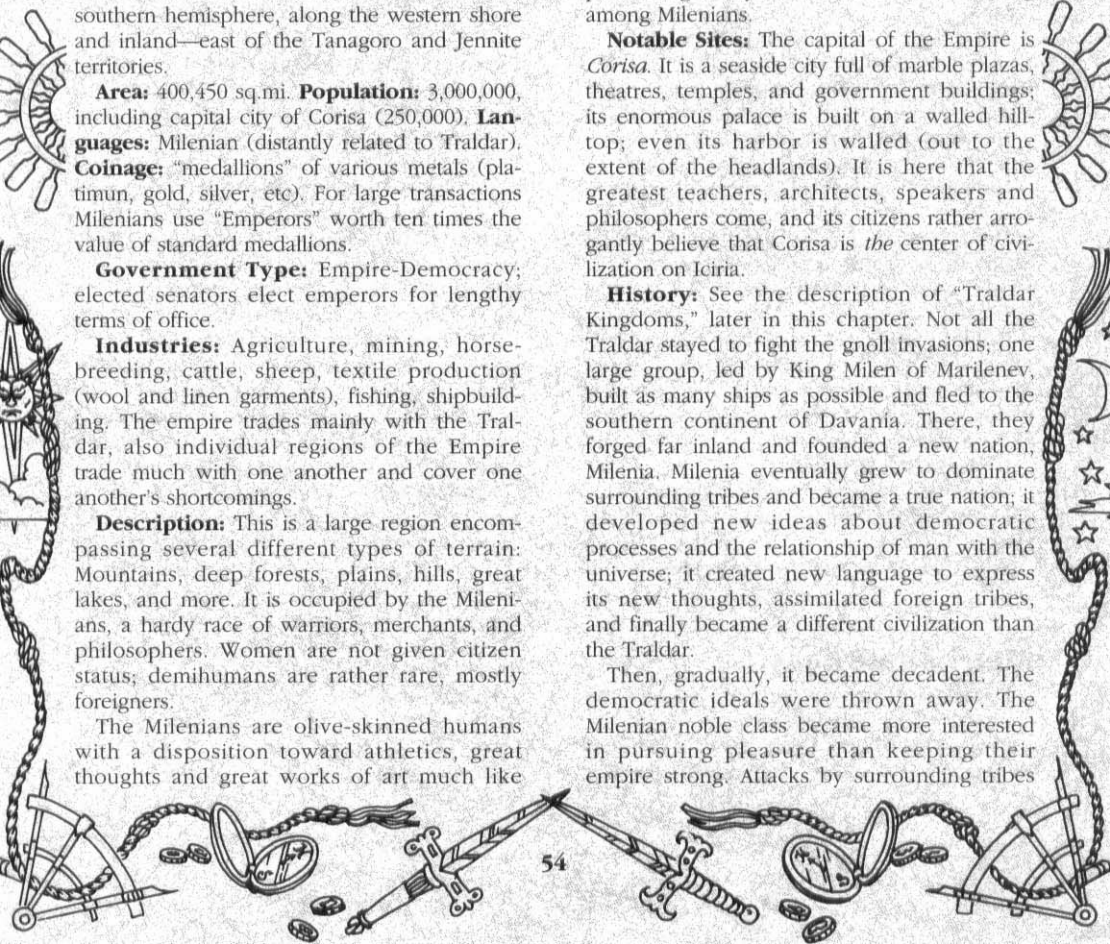 southern hemisphere, along the western shore
and inland—east of the Tanagoro and Jennite
territories.
Area: 400,450 sq.mi. Population: 3,000,000,
including capital city of Corisa (250,000). Lan-
guages: Milenian (distantly related to Traldar).
Coinage: "medallions" of various metals (pla-
timun, gold, silver, etc). For large transactions
Milenians use "Emperors" worth ten times the
value of standard medallions.
Government Type: Empire-Democracy;
elected senators elect emperors for lengthy
terms of office.
Industries: Agriculture, mining, horse-
breeding, cattle, sheep, textile production
(wool and linen garments), fishing, shipbuild-
ing. The empire trades mainly with the Tral-
dar, also individual regions of the Empire
trade much with one another and cover one
another's shortcomings.
Description: This is a large region encom-
passing several different types of terrain:
Mountains, deep forests, plains, hills, great
lakes, and more. It is occupied by the Mileni-
ans, a hardy race of warriors, merchants, and
philosophers. Women are not given citizen
status; demihumans are rather rare, mostly
foreigners.
The Milenians are olive-skinned humans
with a disposition toward athletics, great
thoughts and great works of art much like
among Milenians.
Notable Sites: The capital of the Empire is
Corisa. It is a seaside city full of marble plazas,
theatres, temples, and government buildings;
its enormous palace is built on a walled hill-
top; even its harbor is walled (out to the
extent of the headlands). It is here that the
greatest teachers, architects, speakers and
philosophers come, and its citizens rather arro-
gantly believe that Corisa is the center of civi-
lization on Iciria.
History: See the description of "Traldar
Kingdoms," later in this chapter. Not all the
Traldar stayed to fight the gnoll invasions; one
large group, led by King Milen of Marilenev,
built as many ships as possible and fled to the
southern continent of Davania. There, they
forged far inland and founded a new nation,
Milenia. Milenia eventually grew to dominate
surrounding tribes and became a true nation; it
developed new ideas about democratic
processes and the relationship of man with the
universe; it created new language to express
its new thoughts, assimilated foreign tribes,
and finally became a different civilization than
the Traldar.
Then, gradually, it became decadent. The
democratic ideals were thrown away. The
Milenian noble class became more interested
in pursuing pleasure than keeping their
empire strong. Attacks by surrounding tribes
54